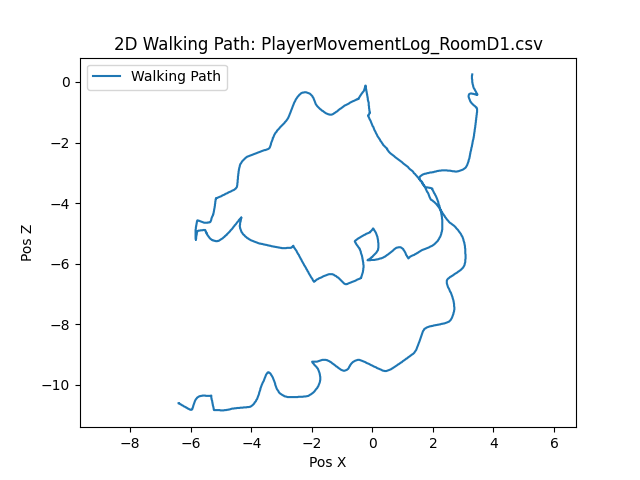 2D Walking Path: PlayerMovementLog_RoomD1.csv
Walking Path
0
−2
−4
−6
−8
−10
Pos Z
−8 −6 −4 −2 0 2 4 6
Pos X